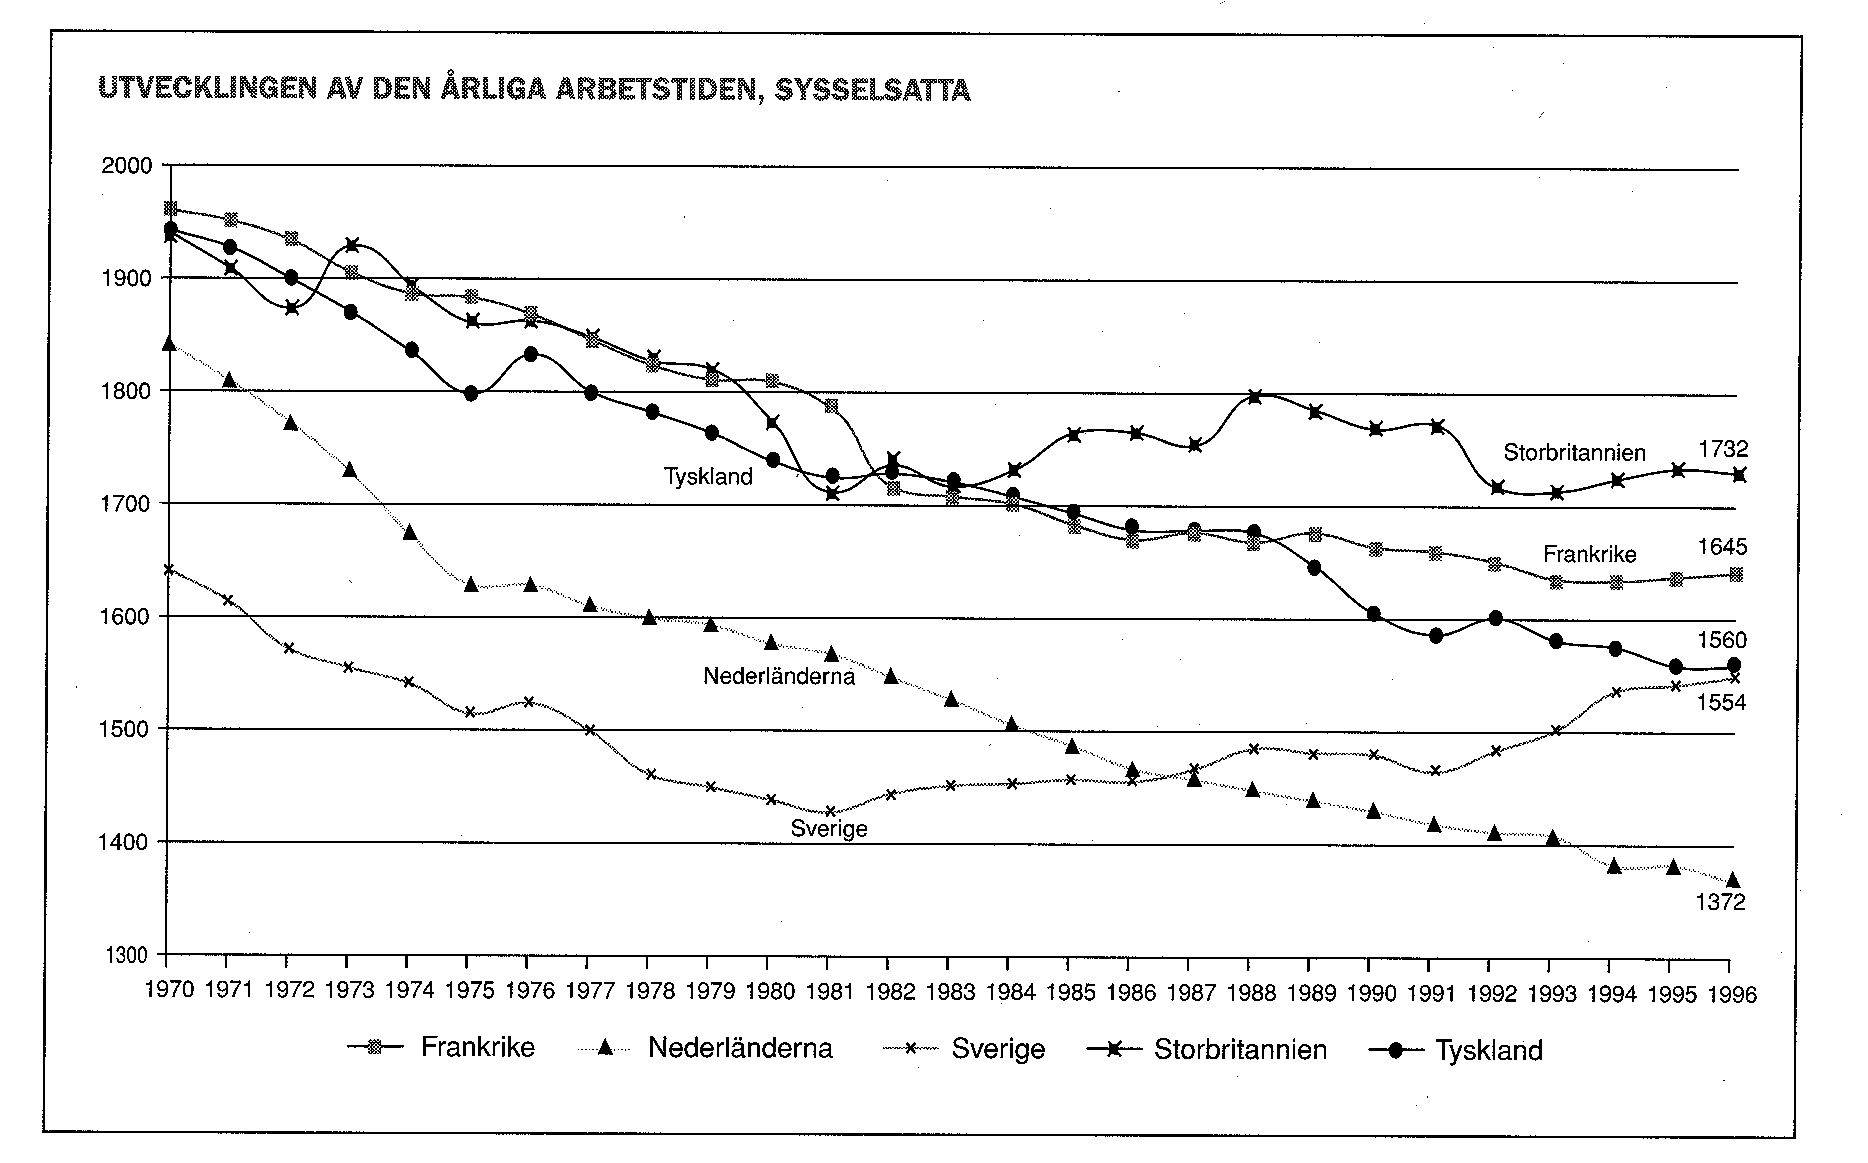 UTVECKLINGEN AV DEN ÅRLIGA ARBETSTIDEN, SYSSELSATTA
2000
1900
1800
1700
1600
1500
1400
1300
Storbritannien 1732
Tyskland
Frankrike 1645
1560
Nederländerna
1554
Sverige
1372
1970 1971 1972 1973 1974 1975 1976 1977 1978 1979 1980 1981 1982 1983 1984 1985 1986 1987 1988 1989 1990 1991 1992 1993 1994 1995 1996
Frankrike Nederländerna Sverige Storbritannien Tyskland